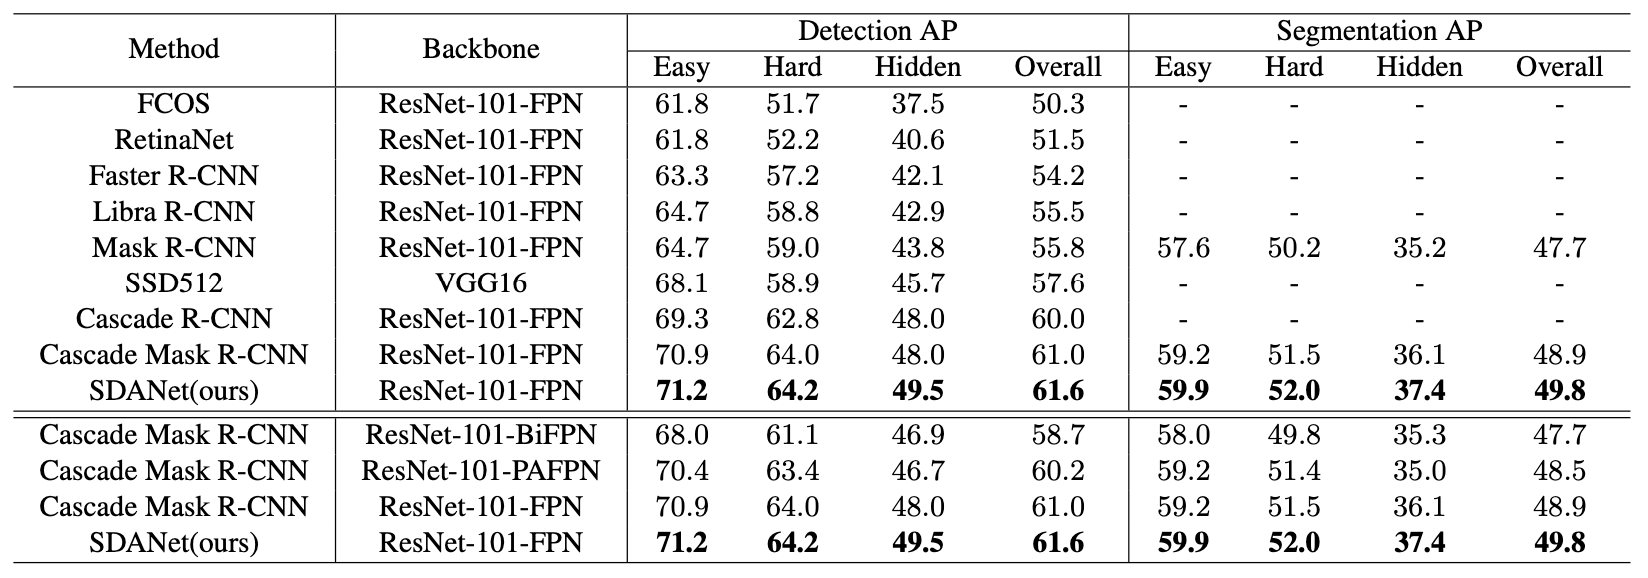 Method Backbone Detection AP Segmentation AP
Easy Hard Hidden Overall Easy Hard Hidden Overall
FCOS ResNet-101-FPN 61.8 51.7 37.5 50.3 - - - -
RetinaNet ResNet-101-FPN 61.8 52.2 40.6 51.5 - - - -
Faster R-CNN ResNet-101-FPN 63.3 57.2 42.1 54.2 - - - -
Libra R-CNN ResNet-101-FPN 64.7 58.8 42.9 55.5 - - - -
Mask R-CNN ResNet-101-FPN 64.7 59.0 43.8 55.8 57.6 50.2 35.2 47.7
SSD512 VGG16 68.1 58.9 45.7 57.6 - - - -
Cascade R-CNN ResNet-101-FPN 69.3 62.8 48.0 60.0 - - - -
Cascade Mask R-CNN ResNet-101-FPN 70.9 64.0 48.0 61.0 59.2 51.5 36.1 48.9
SDANet(ours) ResNet-101-FPN 71.2 64.2 49.5 61.6 59.9 52.0 37.4 49.8
Cascade Mask R-CNN ResNet-101-BiFPN 68.0 61.1 46.9 58.7 58.0 49.8 35.3 47.7
Cascade Mask R-CNN ResNet-101-PAFPN 70.4 63.4 46.7 60.2 59.2 51.4 35.0 48.5
Cascade Mask R-CNN ResNet-101-FPN 70.9 64.0 48.0 61.0 59.2 51.5 36.1 48.9
SDANet(ours) ResNet-101-FPN 71.2 64.2 49.5 61.6 59.9 52.0 37.4 49.8